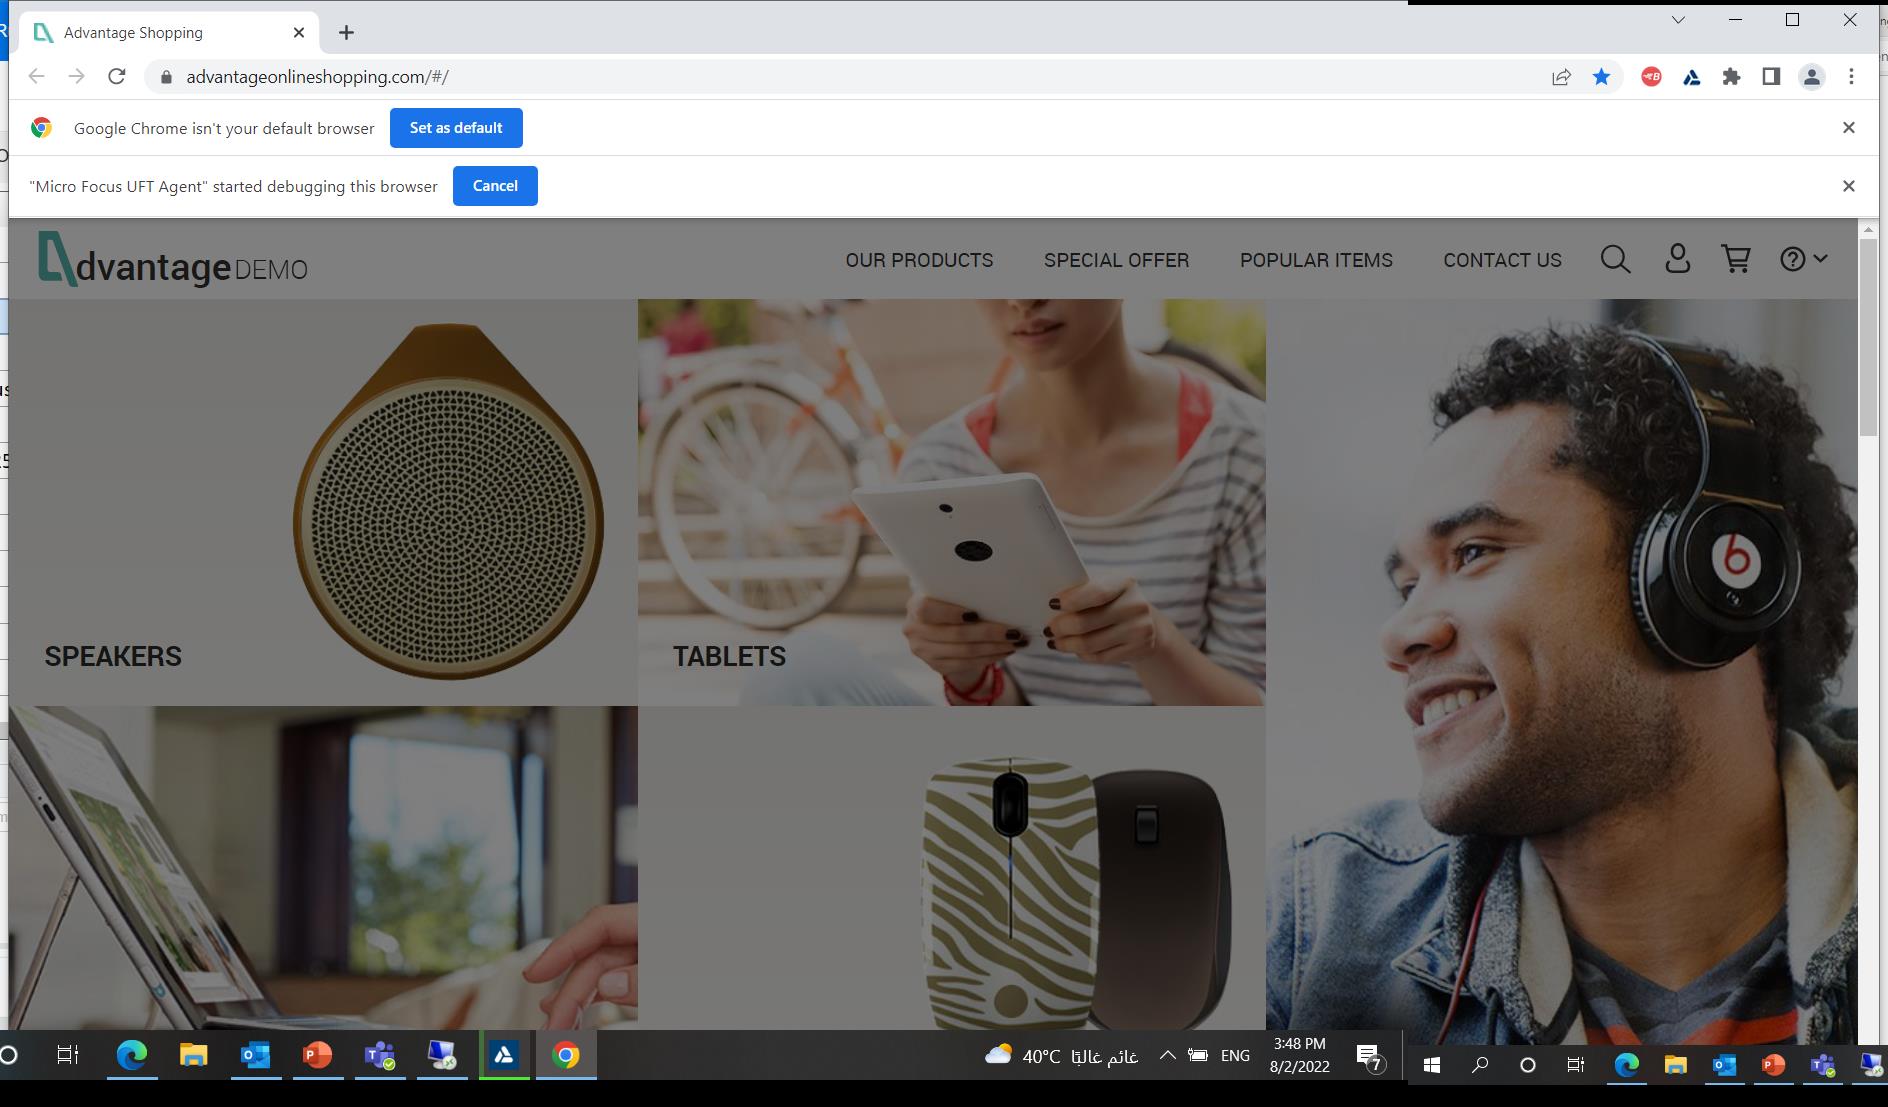 Advantage Shopping
advantageonlineshopping.com/#/
Google Chrome isn't your default browser
Set as default
"Micro Focus UFT Agent" started debugging this browser
Cancel
dvantage DEMO
OUR PRODUCTS
SPECIAL OFFER
POPULAR ITEMS
CONTACT US
SPEAKERS
TABLETS
40°C غائم غالبًا
ENG
3:48 PM
8/2/2022
7